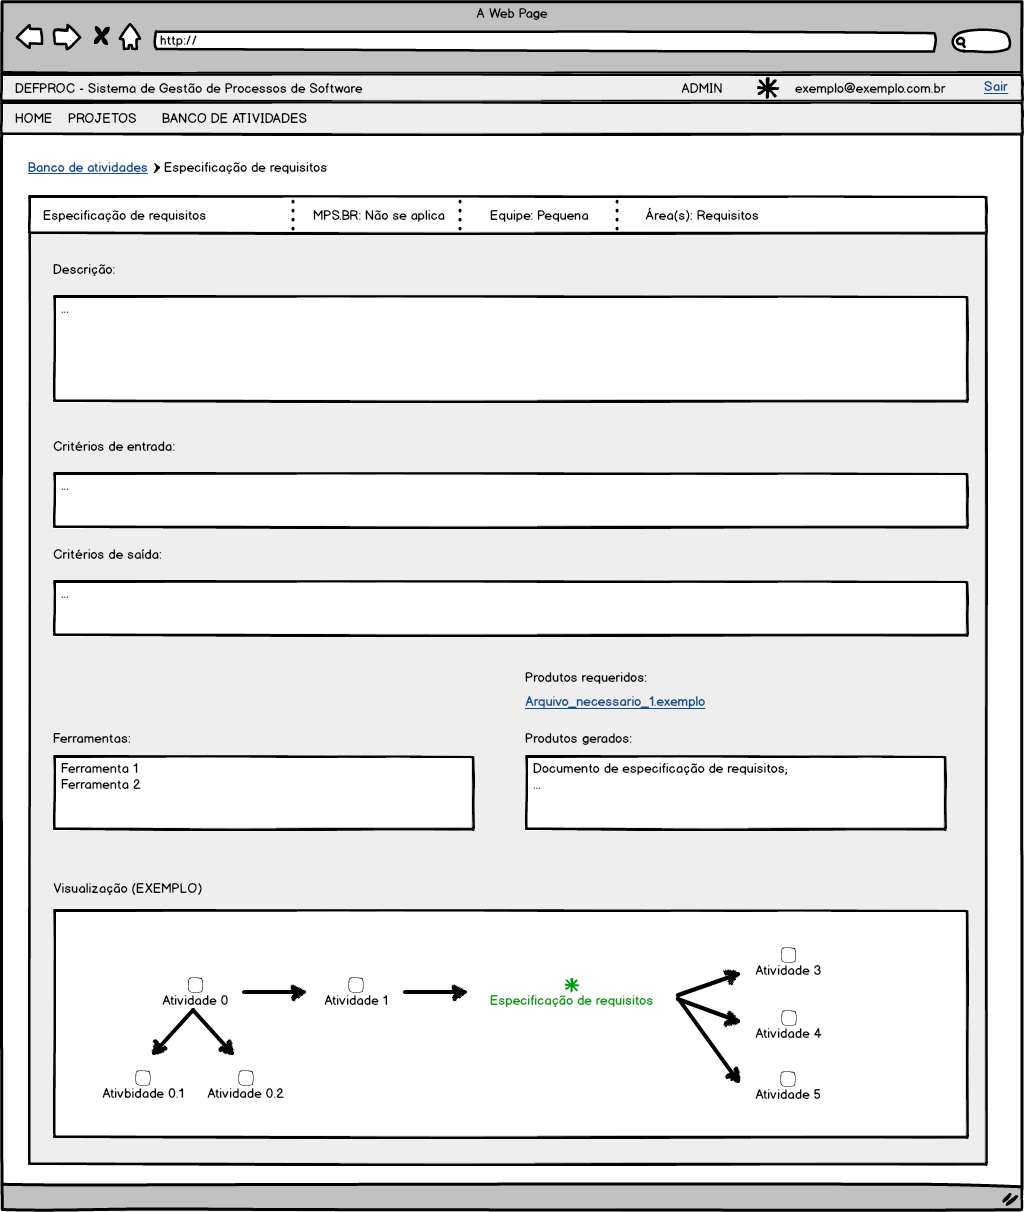 A Web Page
http://
DEFPROC - Sistema de Gestão de Processos de Software ADMIN exemplo@exemplo.com.br Sair
HOME PROJETOS BANCO DE ATIVIDADES
Banco de atividades Especificação de requisitos
Especificação de requisitos MPS.BR: Não se aplica Equipe: Pequena Área(s): Requisitos
Descrição:
...
Critérios de entrada:
...
Critérios de saída:
...
Produtos requeridos:
Arquivo_necessario_1.exemplo
Ferramentas:
Ferramenta 1
Ferramenta 2
Produtos gerados:
Documento de especificação de requisitos;
...
Visualização (EXEMPLO)
Atividade 0
Atividade 1
Especificação de requisitos
Atividade 3
Atividade 4
Atividade 5
Ativbidade 0.1
Atividade 0.2